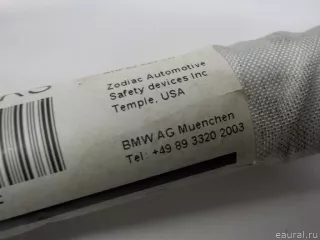 Zodiac Automotive
Safety devices Inc
Temple, USA
BMW AG Muenchen
Tel: +49 89 3320 2003
eaural.ru©